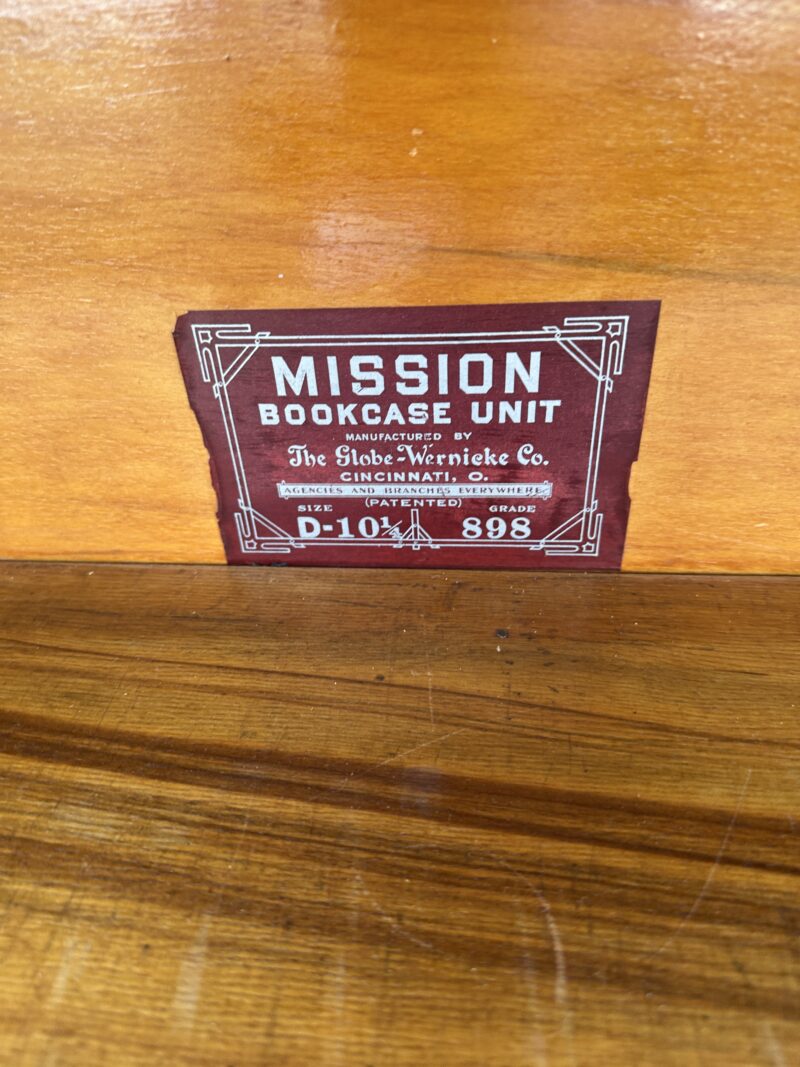 MISSION
BOOKCASE UNIT
MANUFACTURED BY
The Globe-Wernicke Co.
CINCINNATI, O.
AGENCIES AND BRANCHES EVERYWHERE
(PATENTED)
SIZE GRADE
D-10¼ 898